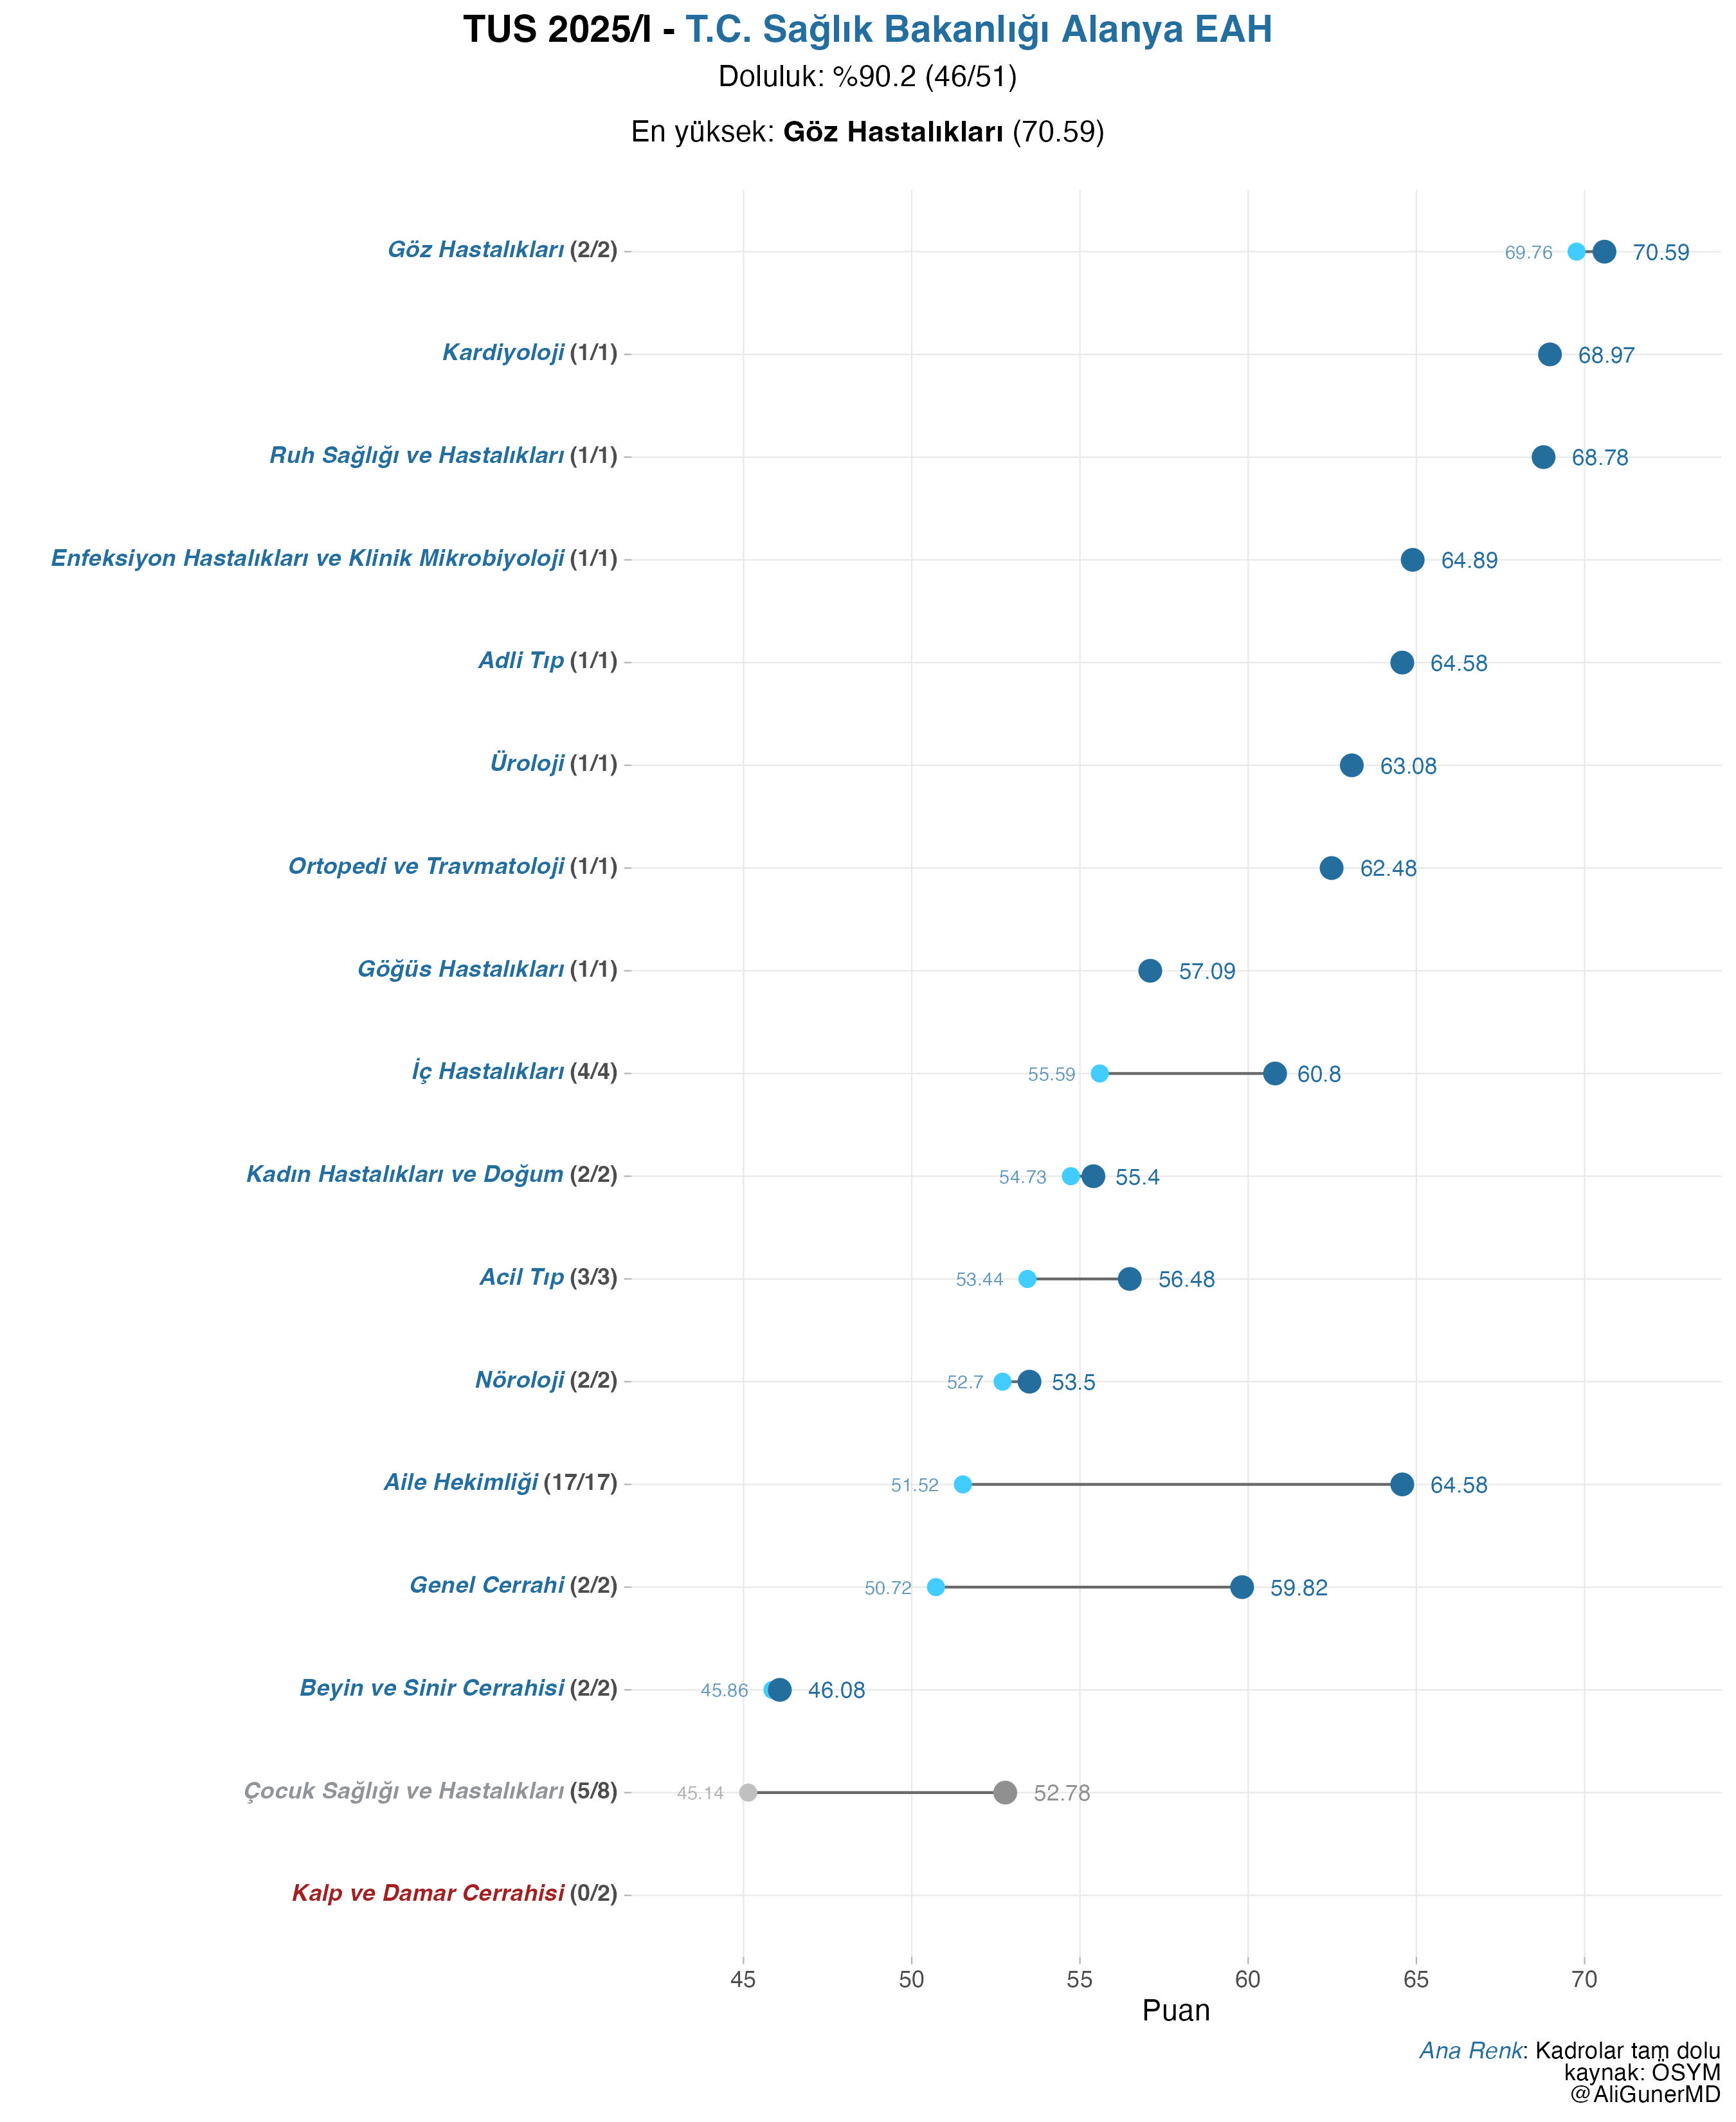 TUS 2025/I - T.C. Sağlık Bakanlığı Alanya EAH
Doluluk: %90.2 (46/51)
En yüksek: Göz Hastalıkları (70.59)
Göz Hastalıkları (2/2) 69.76 70.59
Kardiyoloji (1/1) 68.97
Ruh Sağlığı ve Hastalıkları (1/1) 68.78
Enfeksiyon Hastalıkları ve Klinik Mikrobiyoloji (1/1) 64.89
Adli Tıp (1/1) 64.58
Üroloji (1/1) 63.08
Ortopedi ve Travmatoloji (1/1) 62.48
Göğüs Hastalıkları (1/1) 57.09
İç Hastalıkları (4/4) 55.59 60.8
Kadın Hastalıkları ve Doğum (2/2) 54.73 55.4
Acil Tıp (3/3) 53.44 56.48
Nöroloji (2/2) 52.7 53.5
Aile Hekimliği (17/17) 51.52 64.58
Genel Cerrahi (2/2) 50.72 59.82
Beyin ve Sinir Cerrahisi (2/2) 45.86 46.08
Çocuk Sağlığı ve Hastalıkları (5/8) 45.14 52.78
Kalp ve Damar Cerrahisi (0/2)
45 50 55 60 65 70
Puan
Ana Renk: Kadrolar tam dolu
kaynak: ÖSYM
@AliGunerMD